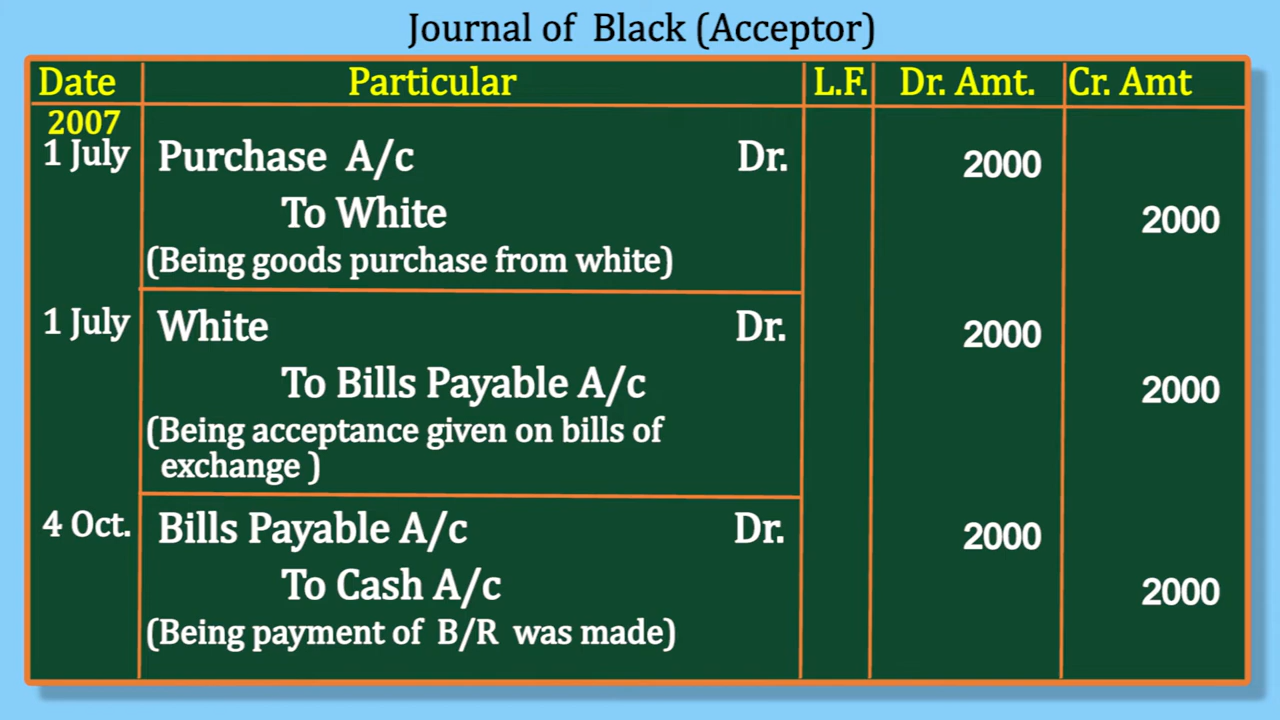 Journal of Black (Acceptor)
Date Particular L.F. Dr. Amt. Cr. Amt
2007
1 July Purchase A/c Dr. 2000
To White 2000
(Being goods purchase from white)
1 July White Dr. 2000
To Bills Payable A/c 2000
(Being acceptance given on bills of
exchange )
4 Oct. Bills Payable A/c Dr. 2000
To Cash A/c 2000
(Being payment of B/R was made)